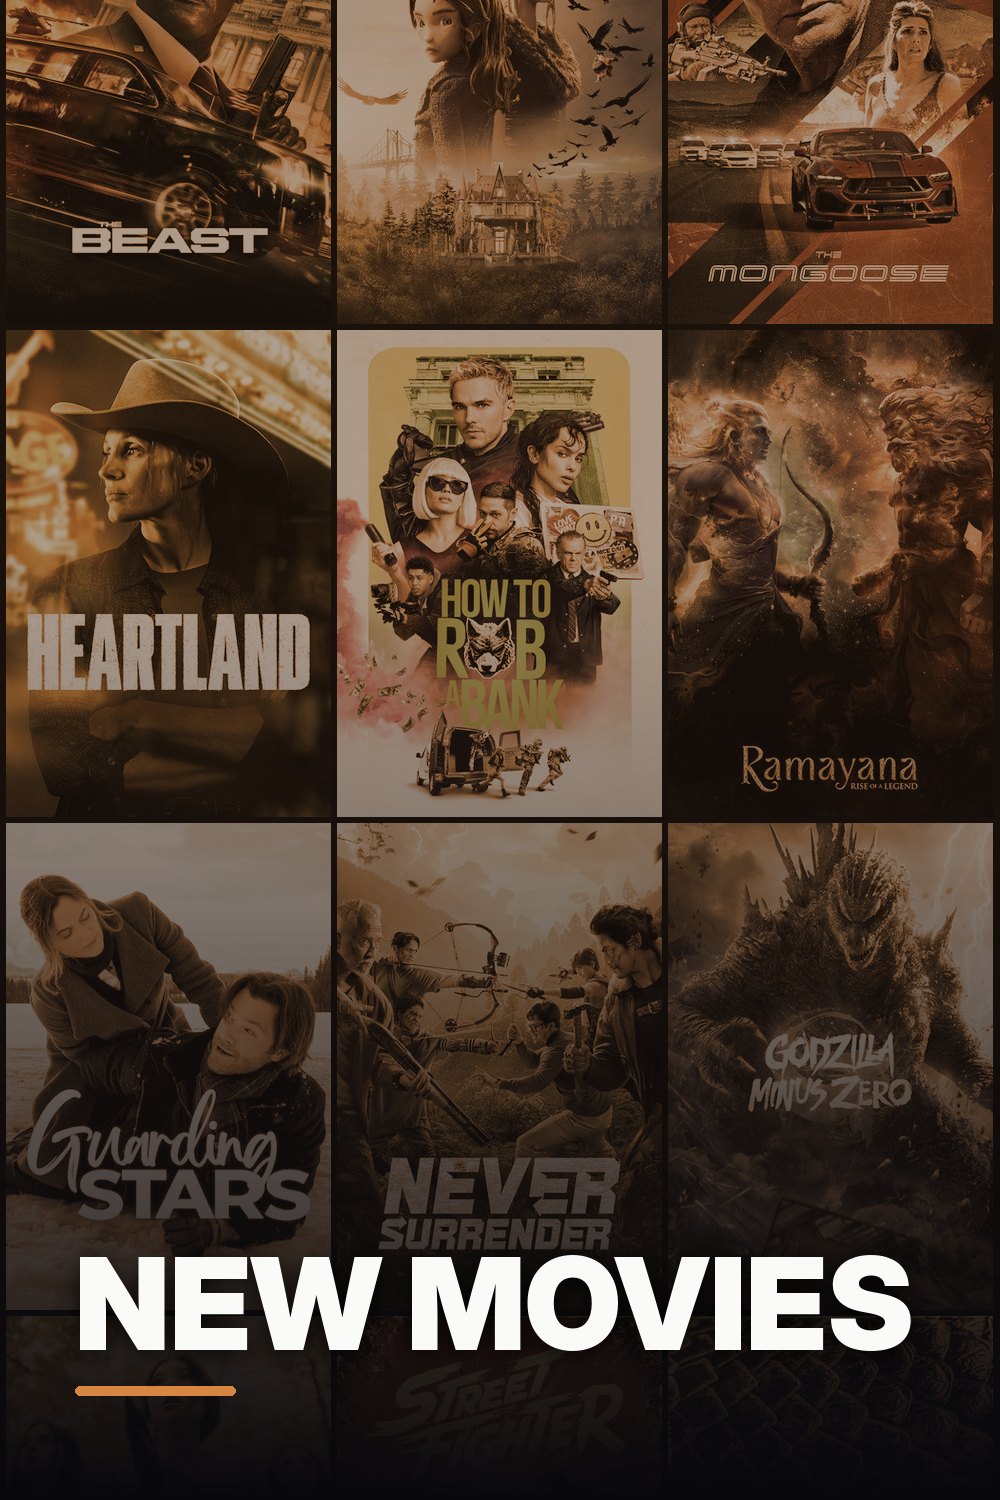 THE
BEAST
THE
MONGOOSE
HEARTLAND
HOW TO
ROB
A BANK
Ramayana
RISE OF A LEGEND
Guarding
STARS
NEVER
SURRENDER
GODZILLA
MINUS ZERO
NEW MOVIES
STREET
FIGHTER